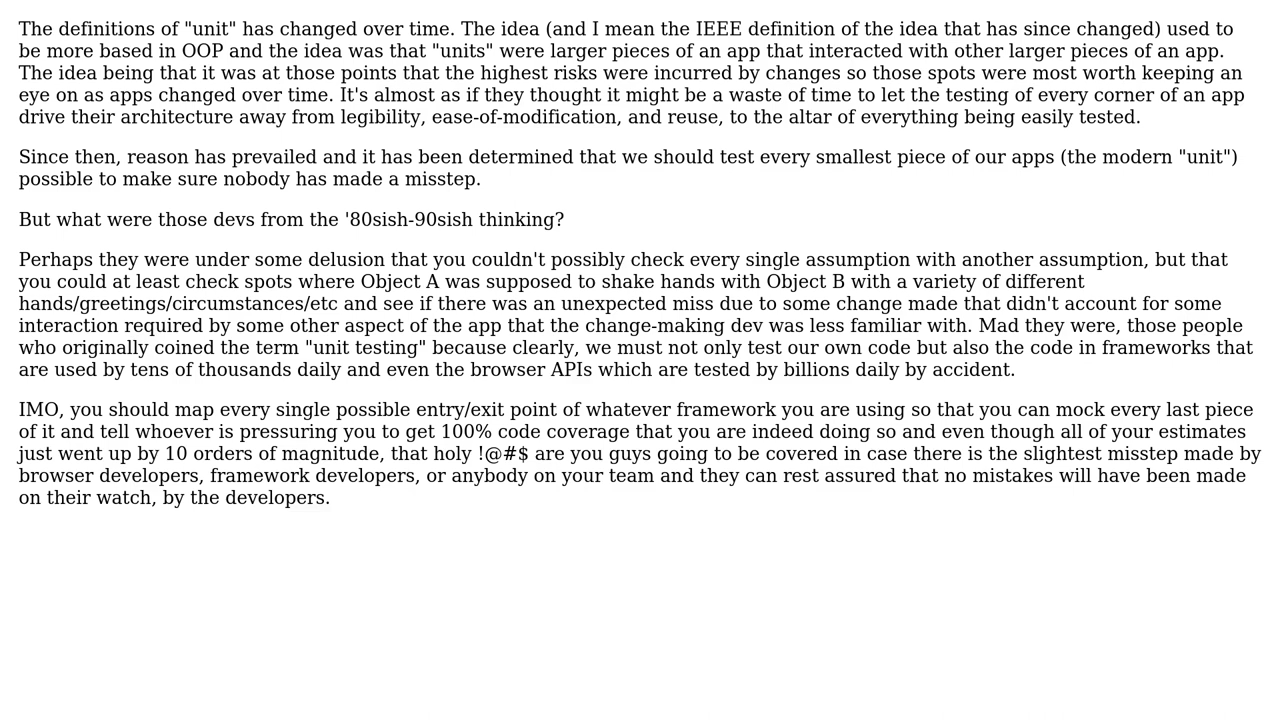 The definitions of "unit" has changed over time. The idea (and I mean the IEEE definition of the idea that has since changed) used to
be more based in OOP and the idea was that "units" were larger pieces of an app that interacted with other larger pieces of an app.
The idea being that it was at those points that the highest risks were incurred by changes so those spots were most worth keeping an
eye on as apps changed over time. It's almost as if they thought it might be a waste of time to let the testing of every corner of an app
drive their architecture away from legibility, ease-of-modification, and reuse, to the altar of everything being easily tested.
Since then, reason has prevailed and it has been determined that we should test every smallest piece of our apps (the modern "unit")
possible to make sure nobody has made a misstep.
But what were those devs from the '80sish-90sish thinking?
Perhaps they were under some delusion that you couldn't possibly check every single assumption with another assumption, but that
you could at least check spots where Object A was supposed to shake hands with Object B with a variety of different
hands/greetings/circumstances/etc and see if there was an unexpected miss due to some change made that didn't account for some
interaction required by some other aspect of the app that the change-making dev was less familiar with. Mad they were, those people
who originally coined the term "unit testing" because clearly, we must not only test our own code but also the code in frameworks that
are used by tens of thousands daily and even the browser APIs which are tested by billions daily by accident.
IMO, you should map every single possible entry/exit point of whatever framework you are using so that you can mock every last piece
of it and tell whoever is pressuring you to get 100% code coverage that you are indeed doing so and even though all of your estimates
just went up by 10 orders of magnitude, that holy !@#$ are you guys going to be covered in case there is the slightest misstep made by
browser developers, framework developers, or anybody on your team and they can rest assured that no mistakes will have been made
on their watch, by the developers.